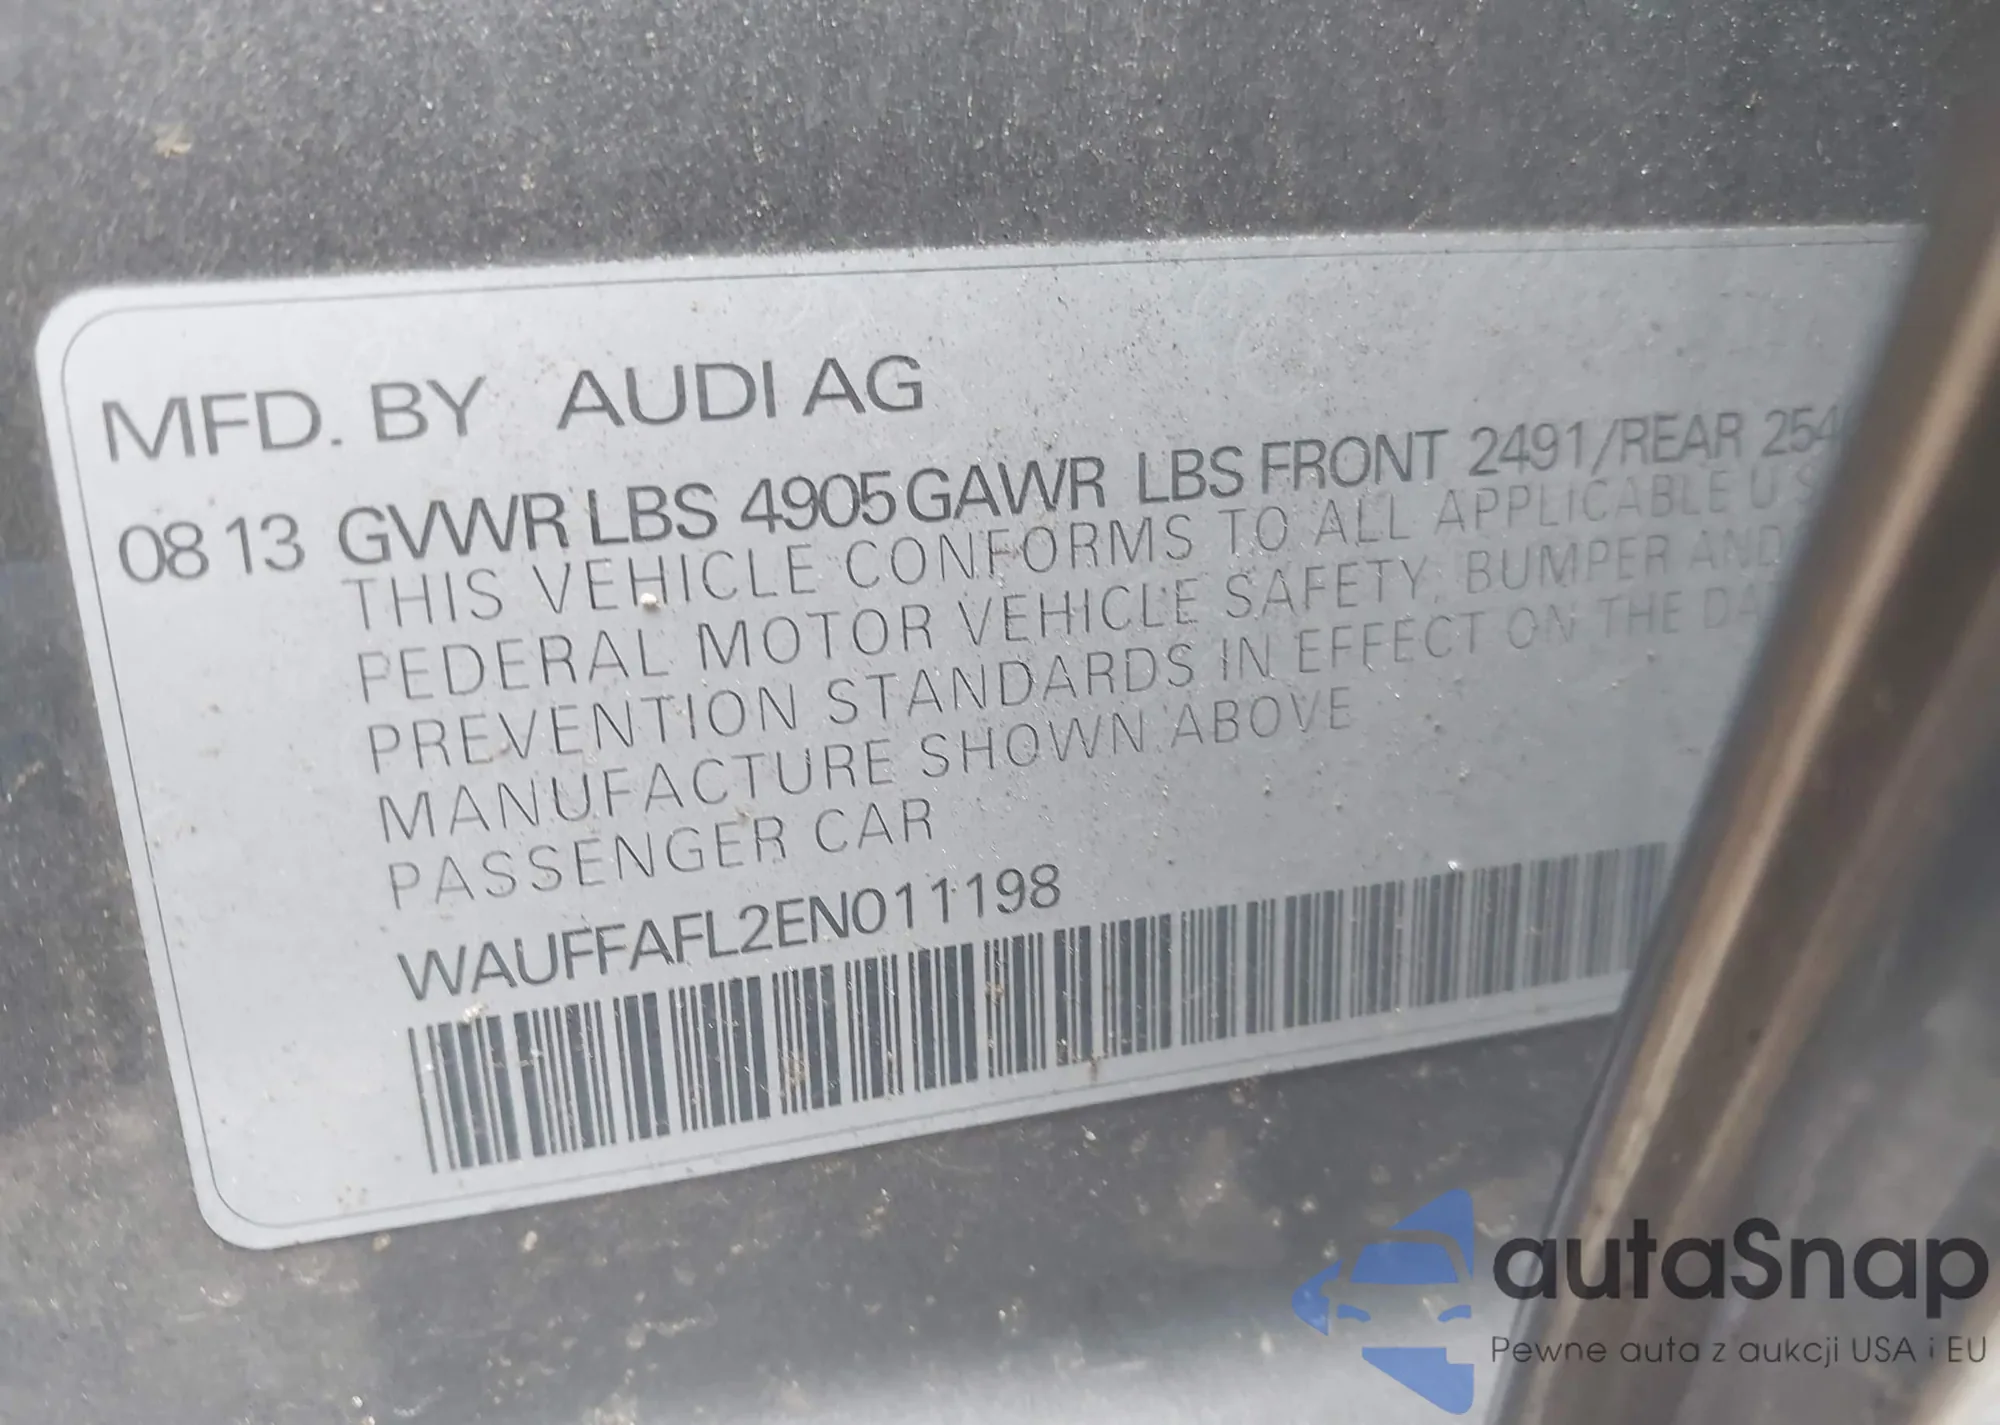 MFD. BY AUDI AG
08 13 GVWR LBS 4905 GAWR LBS FRONT 2491/REAR 254
THIS VEHICLE CONFORMS TO ALL APPLICABLE U S
FEDERAL MOTOR VEHICLE SAFETY, BUMPER AND
PREVENTION STANDARDS IN EFFECT ON THE DA
MANUFACTURE SHOWN ABOVE
PASSENGER CAR
WAUFFAFL2EN011198
autaSnap
Pewne auta z aukcji USA i EU